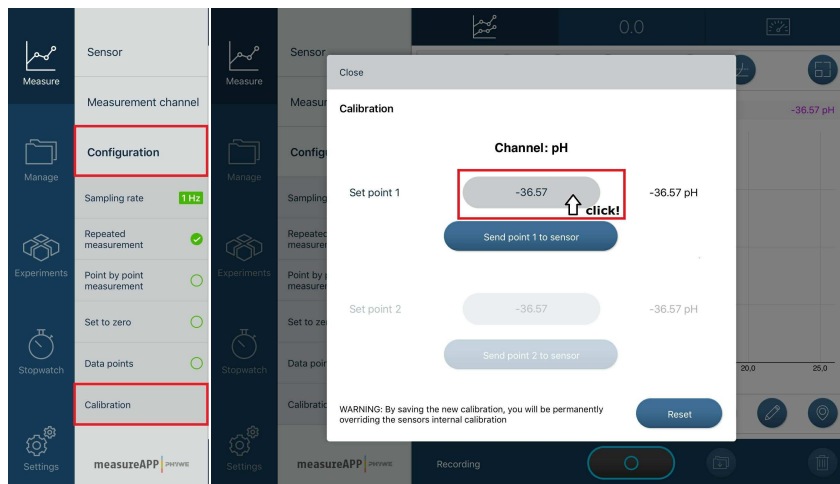 Measure
Manage
Experiments
Stopwatch
Settings
Sensor
Measurement channel
Configuration
Sampling rate
1 Hz
Repeated
measurement
Point by point
measurement
Set to zero
Data points
Calibration
measureAPP PHYWE
Measure
Manage
Experiments
Stopwatch
Settings
Sensor
Measur
Config
Sampling
Repeated
measure
Point by p
measure
Set to ze
Data poin
Calibratio
measureAPP PHYWE
0.0
-36.57 pH
Close
Calibration
Channel: pH
Set point 1
-36.57
-36.57 pH
click!
Send point 1 to sensor
Set point 2
-36.57
-36.57 pH
Send point 2 to sensor
WARNING: By saving the new calibration, you will be permanently
overriding the sensors internal calibration
Reset
20,0
25,0
Recording